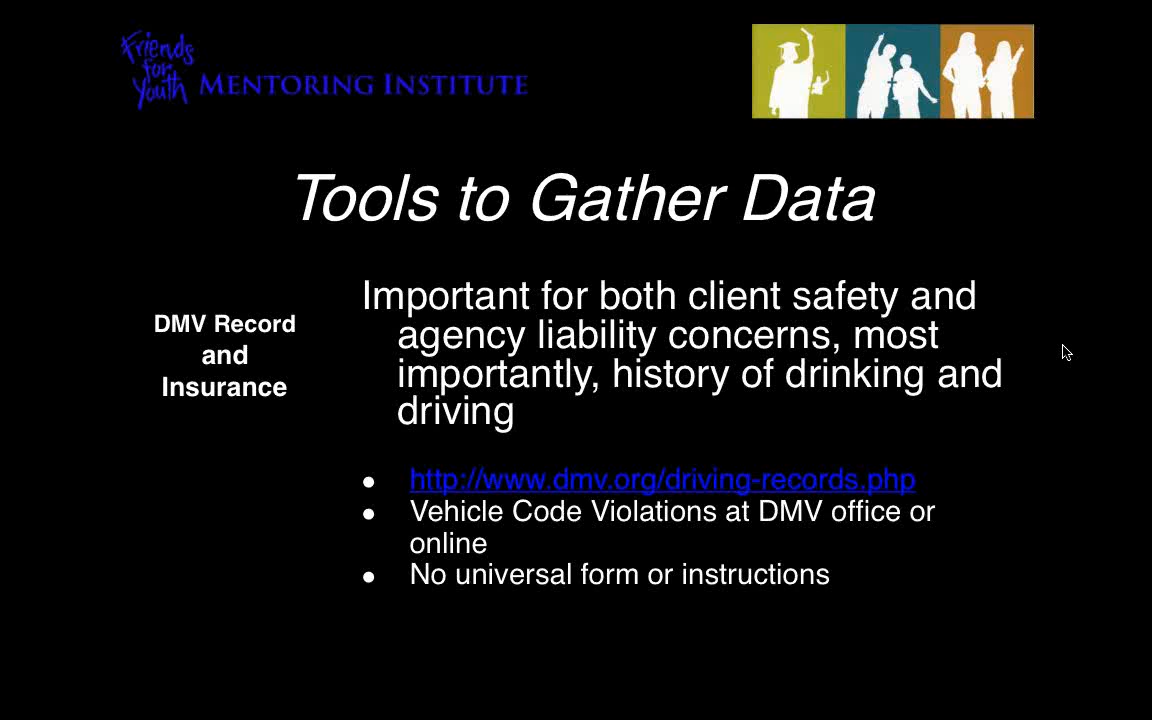 Friends
for
Youth
MENTORING INSTITUTE
Tools to Gather Data
DMV Record
and
Insurance
Important for both client safety and
agency liability concerns, most
importantly, history of drinking and
driving
● http://www.dmv.org/driving-records.php
● Vehicle Code Violations at DMV office or
online
● No universal form or instructions